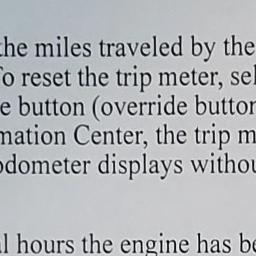 the miles traveled by the
o reset the trip meter, sel
e button (override button
mation Center, the trip m
odometer displays withou
l hours the engine has be